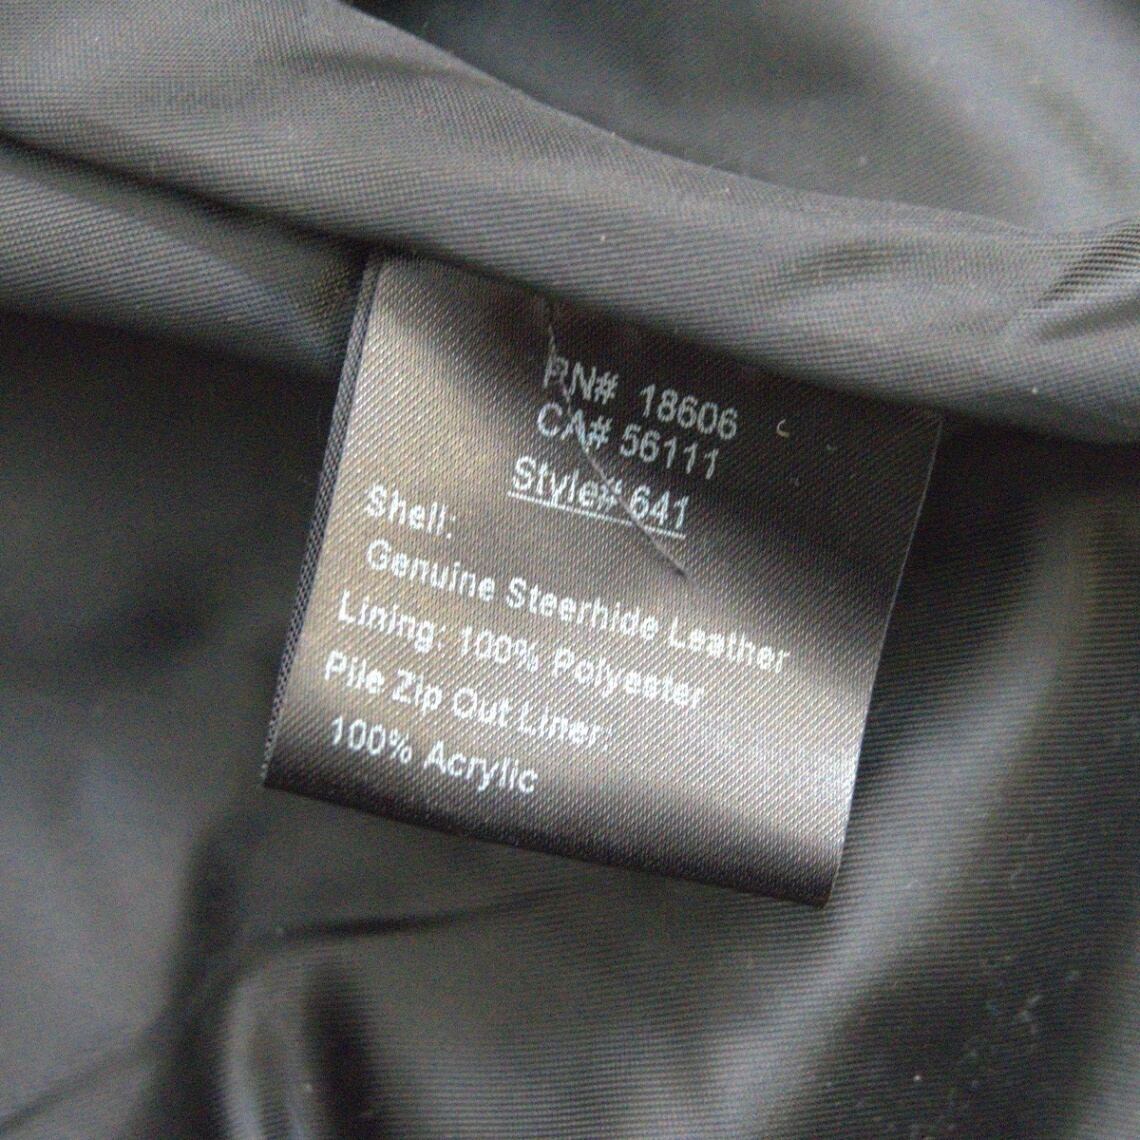 RN# 18606
CA# 56111
Style# 641
Shell:
Genuine Steerhide Leather
Lining: 100% Polyester
Pile Zip Out Liner:
100% Acrylic